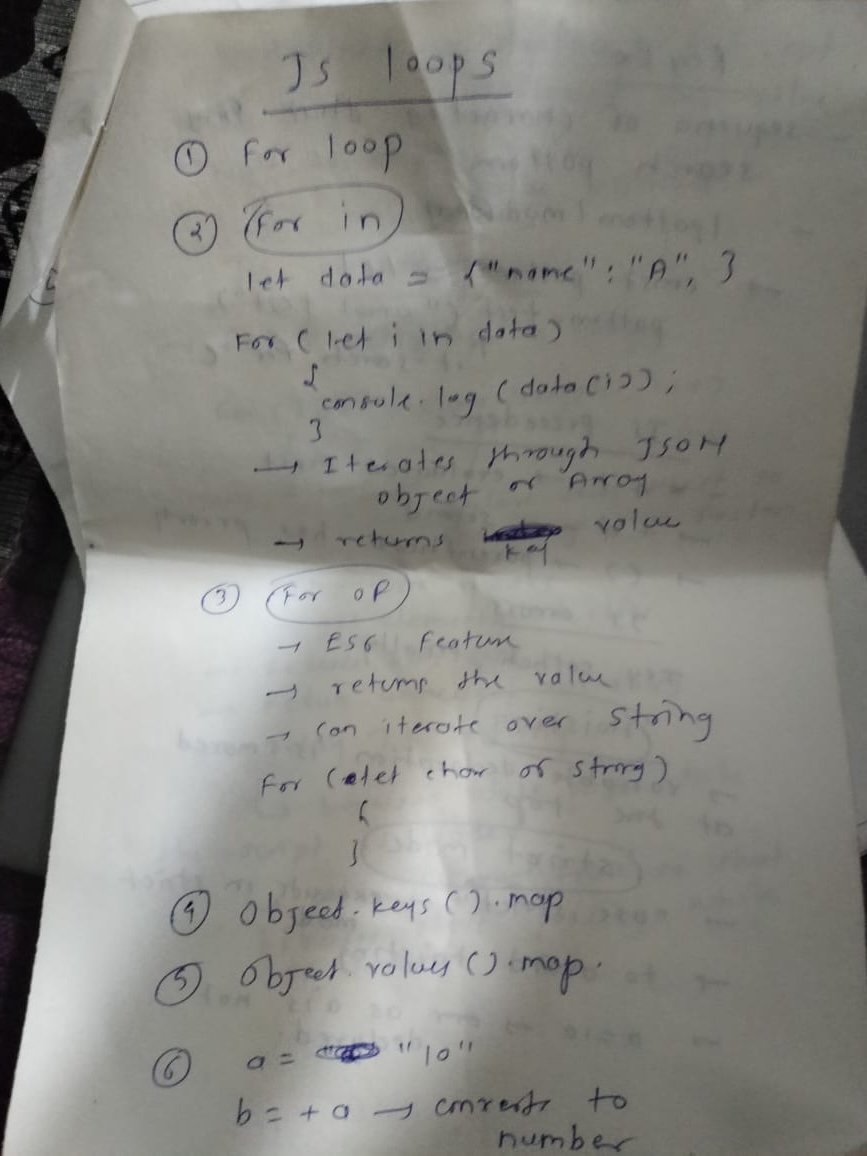 Js loops
① For loop
② For in
let data = {"name": "A", }
For ( let i in data)
{
console.log (data(i));
}
→ Iterates through JSON
object or Array
→ returns value
key
③ For of
→ ES6 Feature
→ returns the value
→ can iterate over string
For (let char of string)
{
}
④ Object.keys().map
⑤ Object.values().map.
⑥ a = "10"
b = + a → converts to
number